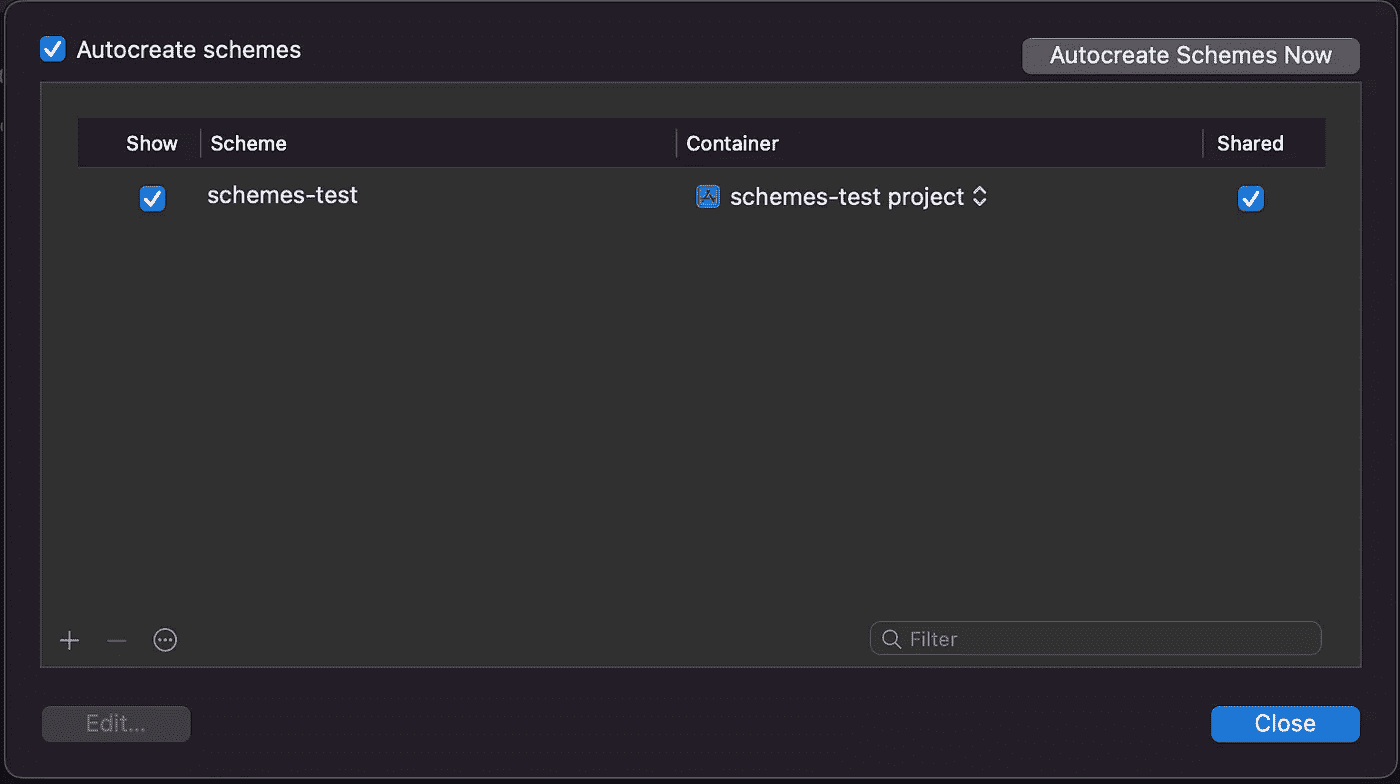 Autocreate schemes
Autocreate Schemes Now
Show Scheme Container Shared
schemes-test schemes-test project
Filter
Edit...
Close